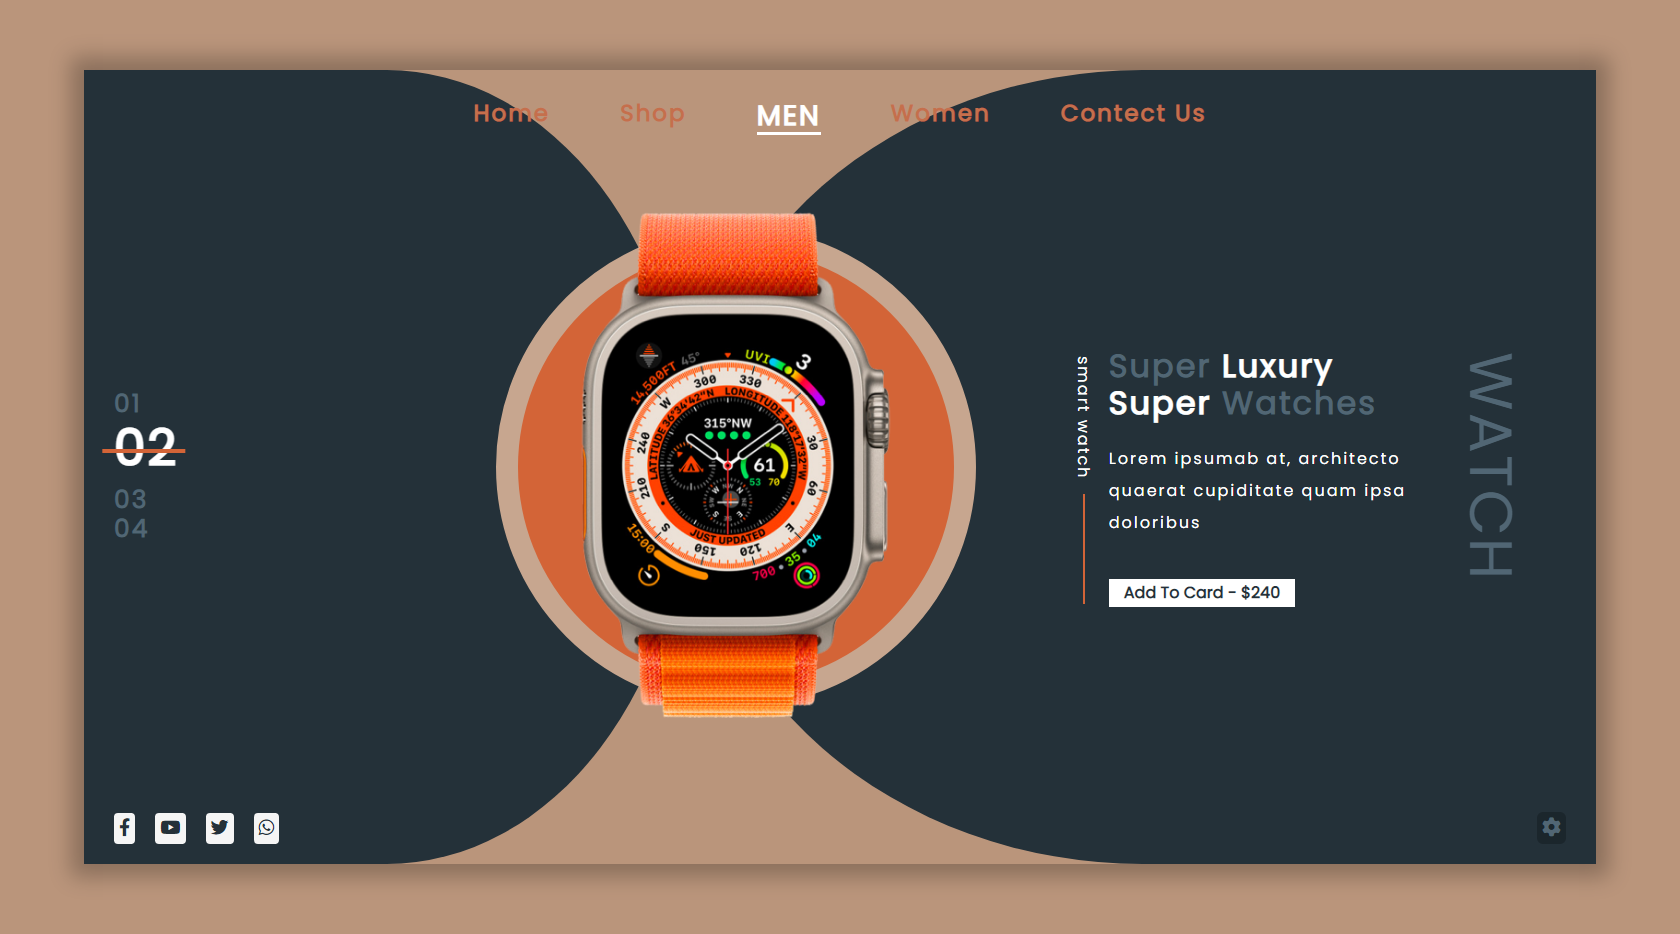 Home Shop MEN Women Contact Us
01
02
03
04
14,500FT 45° UVI 3
300 330
W 30 60 E 120 150 S 210 240
LATITUDE 36°34'42"N LONGITUDE 118°17'32"W
315°NW
61
53 70
N
JUST UPDATED
15:00
700 • 35 • 04
smart watch
Super Luxury
Super Watches
Lorem ipsumab at, architecto
quaerat cupiditate quam ipsa
doloribus
Add To Card - $240
WATCH